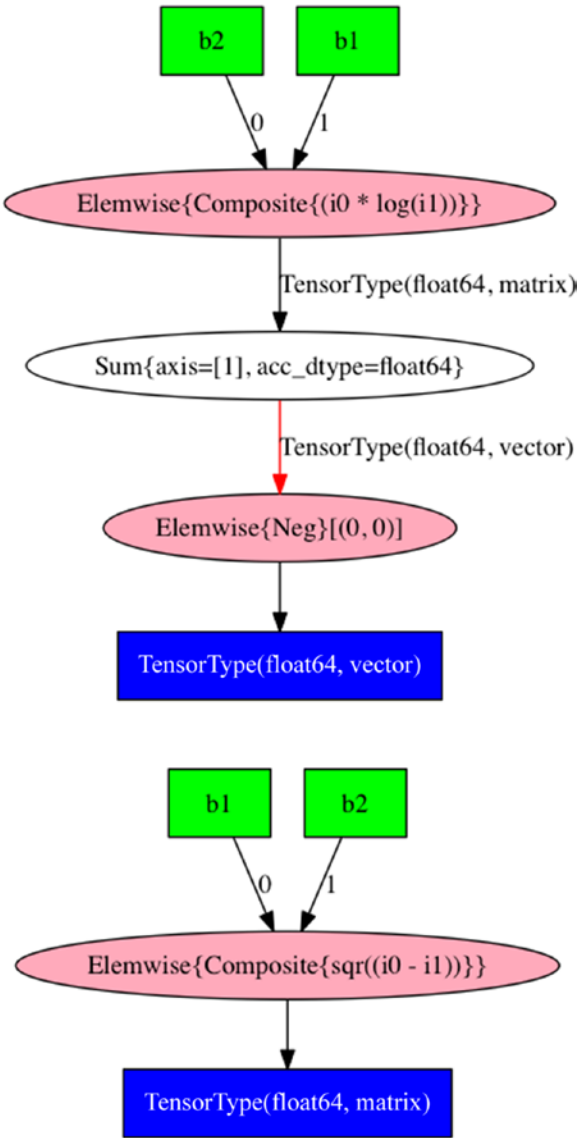 b2
b1
0
1
Elemwise{Composite{(i0 * log(i1))}}
TensorType(float64, matrix)
Sum{axis=[1], acc_dtype=float64}
TensorType(float64, vector)
Elemwise{Neg}[(0, 0)]
TensorType(float64, vector)
b1
b2
0
1
Elemwise{Composite{sqr((i0 - i1))}}
TensorType(float64, matrix)